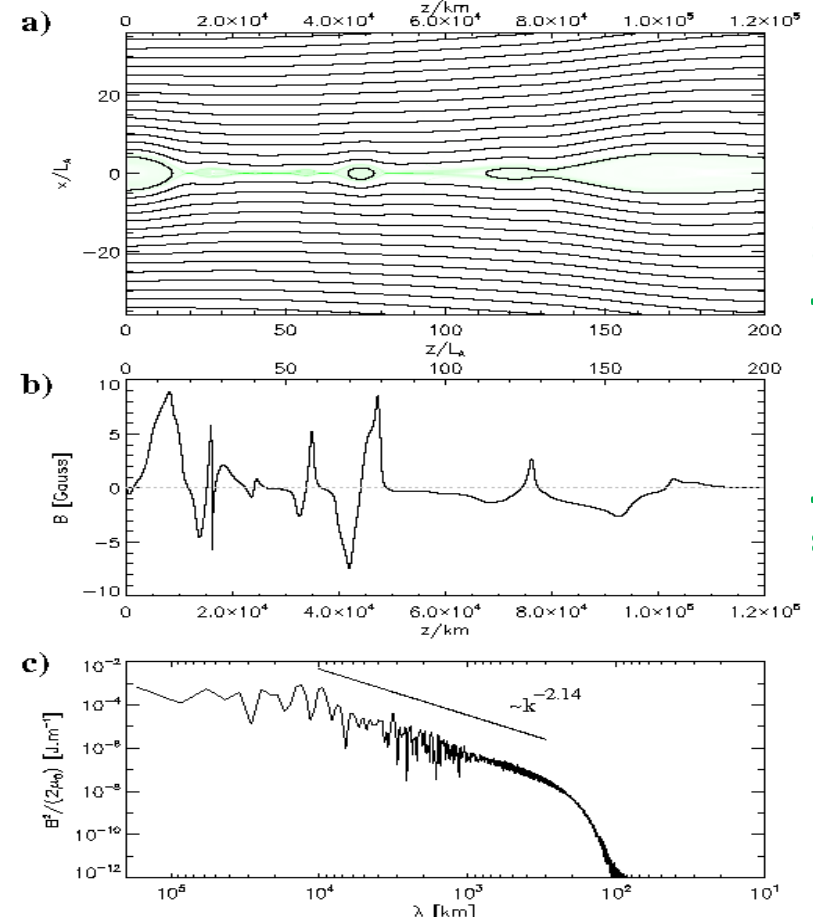 z/km
a) 0 2.0×10⁴ 4.0×10⁴ 6.0×10⁴ 8.0×10⁴ 1.0×10⁵ 1.2×10⁵
20
x/L_A 0
−20
0 50 100 150 200
z/L_A
b) 0 50 100 150 200
10
5
B [Gauss] 0
−5
−10
0 2.0×10⁴ 4.0×10⁴ 6.0×10⁴ 8.0×10⁴ 1.0×10⁵ 1.2×10⁵
z/km
c) 10⁻²
10⁻⁴
~k⁻²·¹⁴
10⁻⁶
B²/(2μ₀) [J.m⁻¹]
10⁻⁸
10⁻¹⁰
10⁻¹²
10⁵ 10⁴ 10³ 10² 10¹
λ [km]